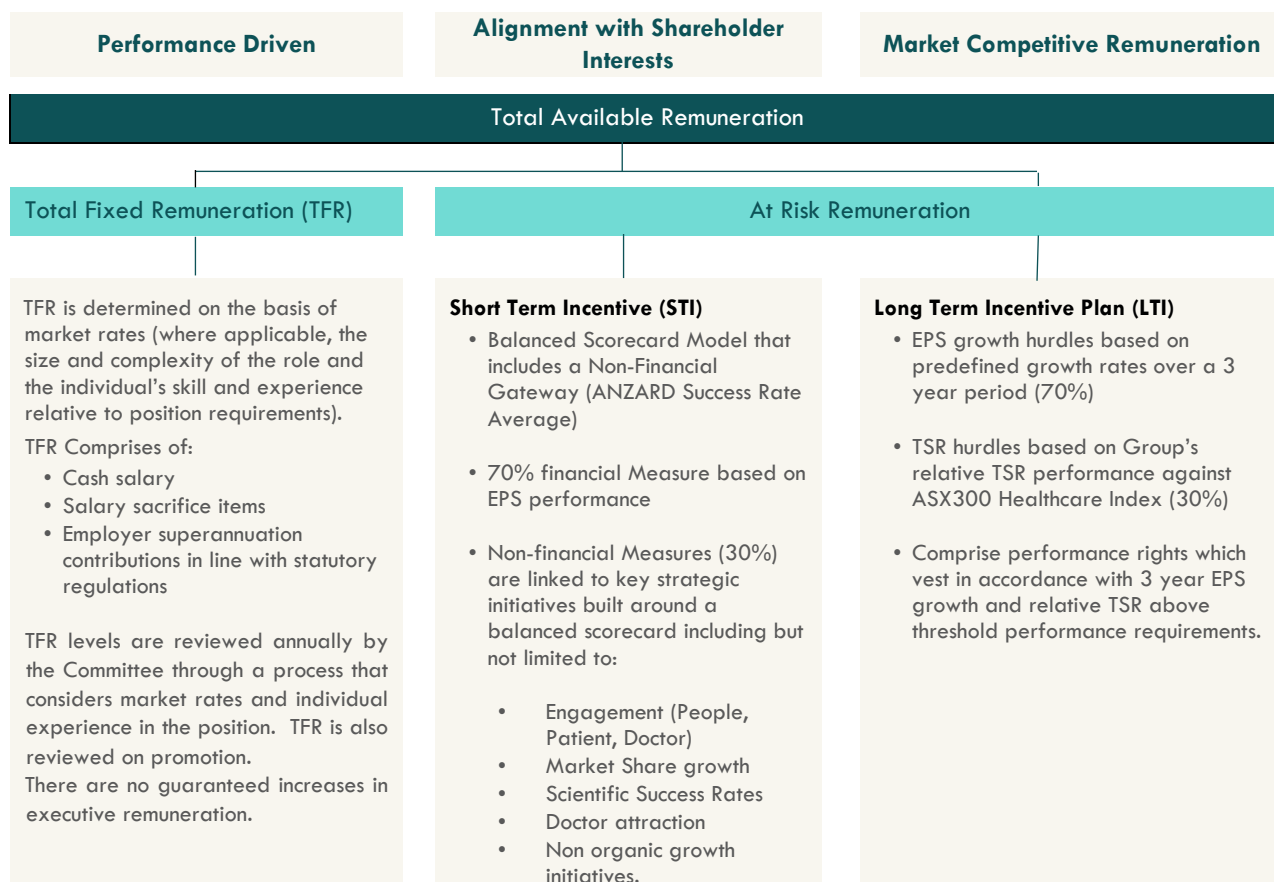 Performance Driven
Alignment with Shareholder
Interests
Market Competitive Remuneration
Total Available Remuneration
Total Fixed Remuneration (TFR)
At Risk Remuneration
TFR is determined on the basis of
market rates (where applicable, the
size and complexity of the role and
the individual’s skill and experience
relative to position requirements).
TFR Comprises of:
• Cash salary
• Salary sacrifice items
• Employer superannuation
contributions in line with statutory
regulations
TFR levels are reviewed annually by
the Committee through a process that
considers market rates and individual
experience in the position. TFR is also
reviewed on promotion.
There are no guaranteed increases in
executive remuneration.
Short Term Incentive (STI)
• Balanced Scorecard Model that
includes a Non-Financial
Gateway (ANZARD Success Rate
Average)
• 70% financial Measure based on
EPS performance
• Non-financial Measures (30%)
are linked to key strategic
initiatives built around a
balanced scorecard including but
not limited to:
• Engagement (People,
Patient, Doctor)
• Market Share growth
• Scientific Success Rates
• Doctor attraction
• Non organic growth
initiatives.
Long Term Incentive Plan (LTI)
• EPS growth hurdles based on
predefined growth rates over a 3
year period (70%)
• TSR hurdles based on Group’s
relative TSR performance against
ASX300 Healthcare Index (30%)
• Comprise performance rights which
vest in accordance with 3 year EPS
growth and relative TSR above
threshold performance requirements.